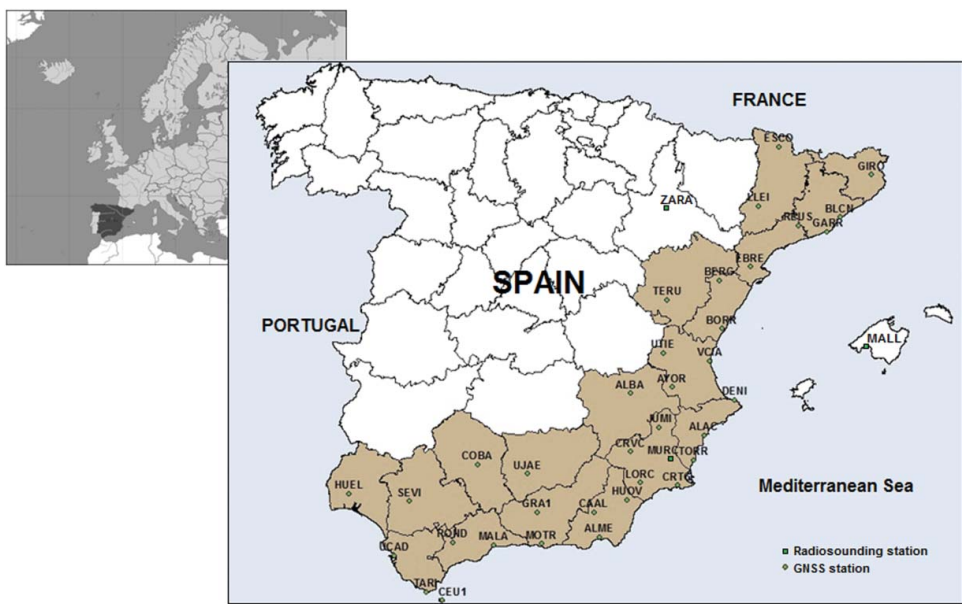 FRANCE
ESCO
GIRO
ZARA
LLEI
BLCN
REUS
GARR
EBRE
BERG
SPAIN
TERU
PORTUGAL
BORR
MALL
UTIE
VCIA
ALBA
AYOR
DENI
JUMI
ALAC
CRVC
MURC
TORR
COBA
UJAE
LORC
CRTG
Mediterranean Sea
HUEL
SEVI
HUOV
GRA1
CAAL
ROND
MALA
MOTR
ALME
UCAD
Radiosounding station
GNSS station
TARI
CEU1